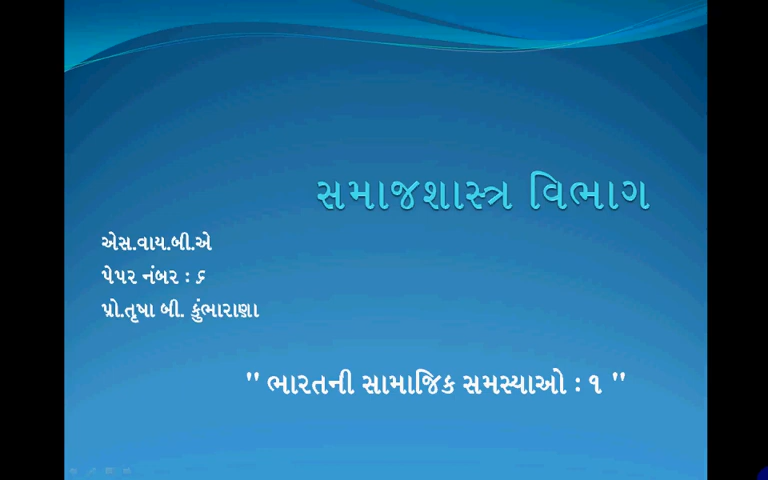 સમાજશાસ્ત્ર વિભાગ
એસ.વાય.બી.એ
પેપર નંબર : ૬
પ્રો.તૃષા બી. કુંભારાણા
" ભારતની સામાજિક સમસ્યાઓ : ૧ "